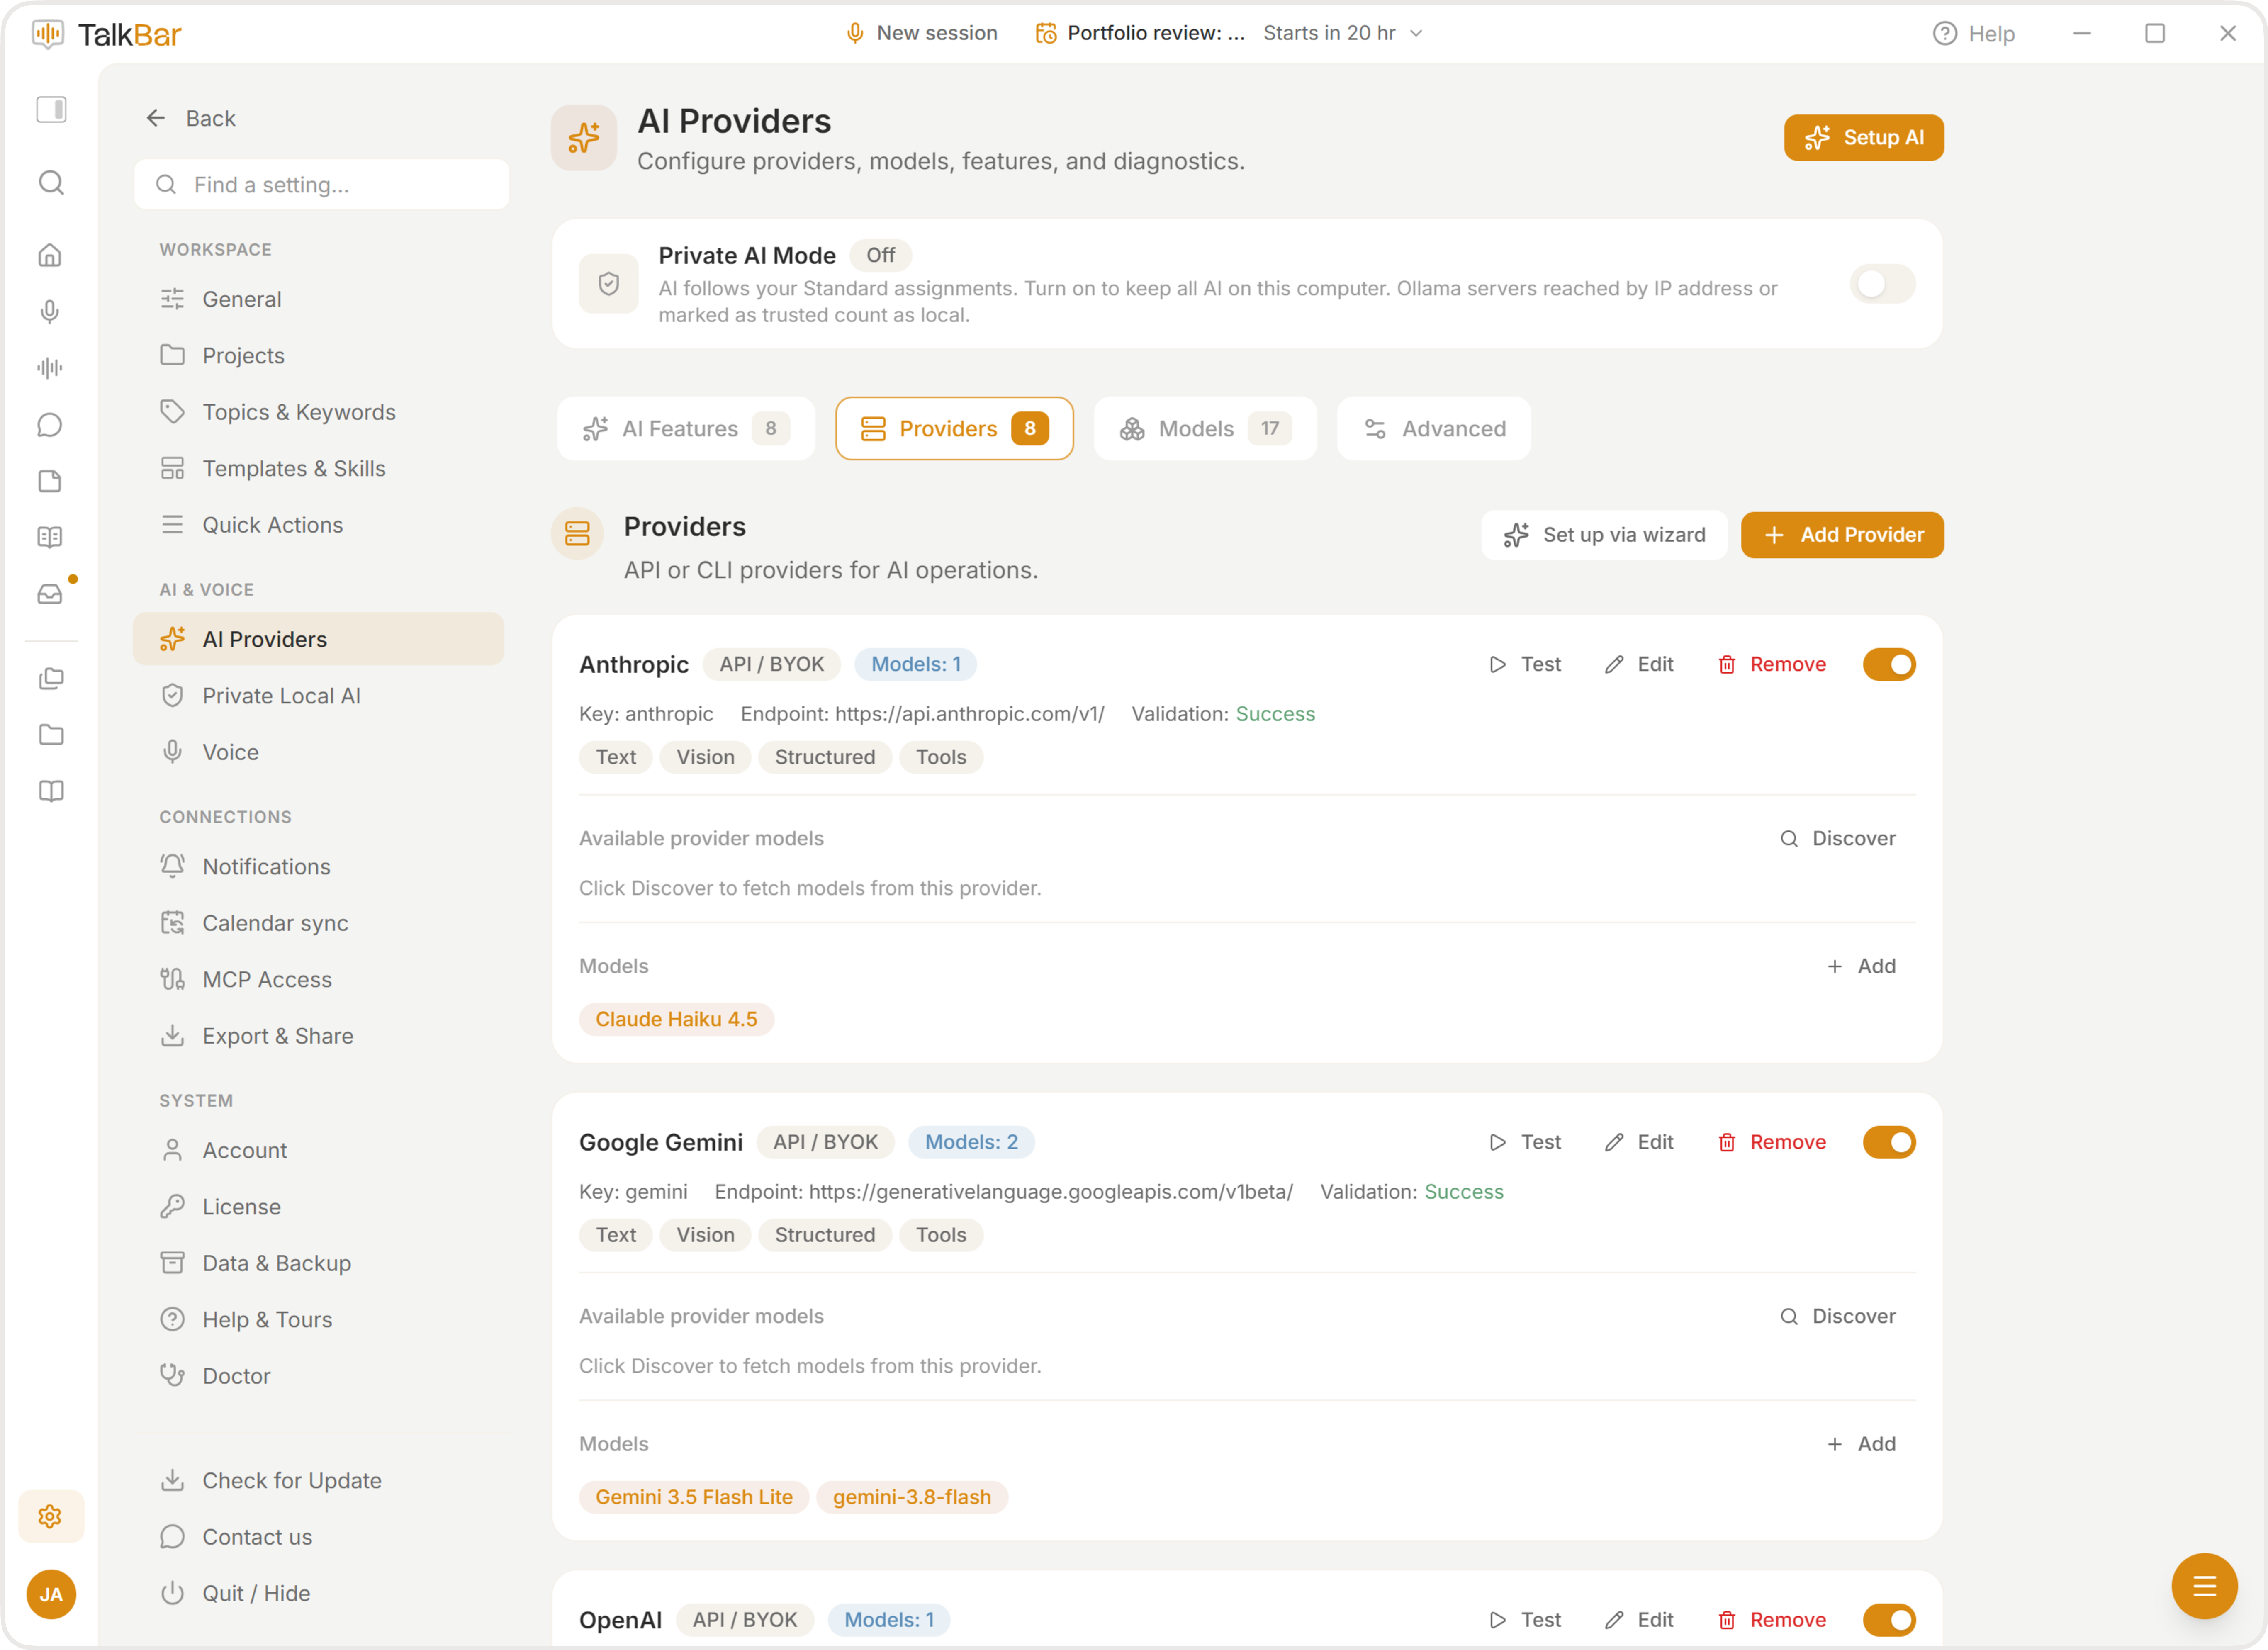 TalkBar
New session
Portfolio review: ...
Starts in 20 hr
Help
Back
Find a setting...
WORKSPACE
General
Projects
Topics & Keywords
Templates & Skills
Quick Actions
AI & VOICE
AI Providers
Private Local AI
Voice
CONNECTIONS
Notifications
Calendar sync
MCP Access
Export & Share
SYSTEM
Account
License
Data & Backup
Help & Tours
Doctor
Check for Update
Contact us
Quit / Hide
JA
AI Providers
Configure providers, models, features, and diagnostics.
Setup AI
Private AI Mode Off
AI follows your Standard assignments. Turn on to keep all AI on this computer. Ollama servers reached by IP address or
marked as trusted count as local.
AI Features 8
Providers 8
Models 17
Advanced
Providers
API or CLI providers for AI operations.
Set up via wizard
Add Provider
Anthropic API / BYOK Models: 1
Test Edit Remove
Key: anthropic Endpoint: https://api.anthropic.com/v1/ Validation: Success
Text Vision Structured Tools
Available provider models
Discover
Click Discover to fetch models from this provider.
Models
Add
Claude Haiku 4.5
Google Gemini API / BYOK Models: 2
Test Edit Remove
Key: gemini Endpoint: https://generativelanguage.googleapis.com/v1beta/ Validation: Success
Text Vision Structured Tools
Available provider models
Discover
Click Discover to fetch models from this provider.
Models
Add
Gemini 3.5 Flash Lite gemini-3.8-flash
OpenAI API / BYOK Models: 1
Test Edit Remove